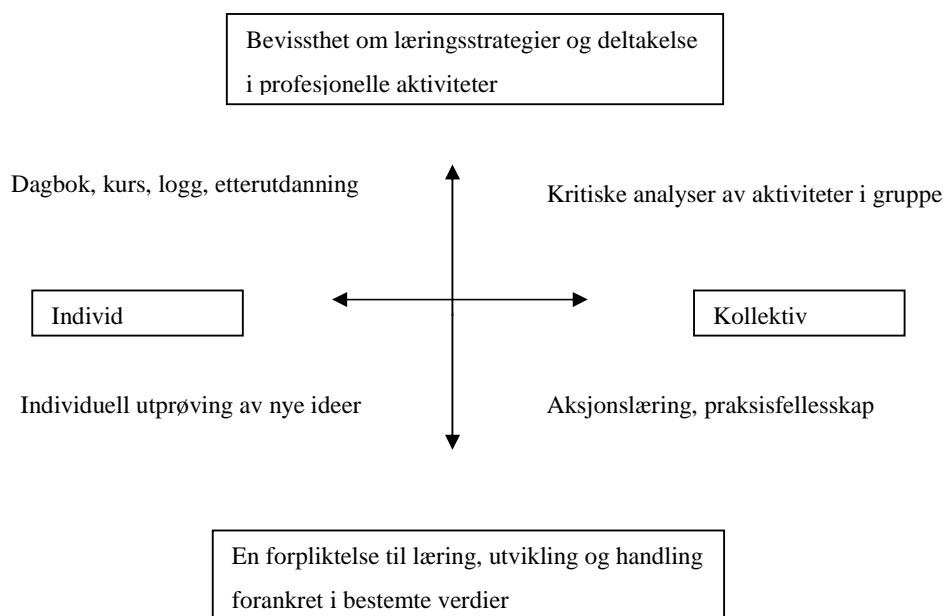 Bevissthet om læringsstrategier og deltakelse
i profesjonelle aktiviteter
Dagbok, kurs, logg, etterutdanning
Kritiske analyser av aktiviteter i gruppe
Individ
Kollektiv
Individuell utprøving av nye ideer
Aksjonslæring, praksisfellesskap
En forpliktelse til læring, utvikling og handling
forankret i bestemte verdier